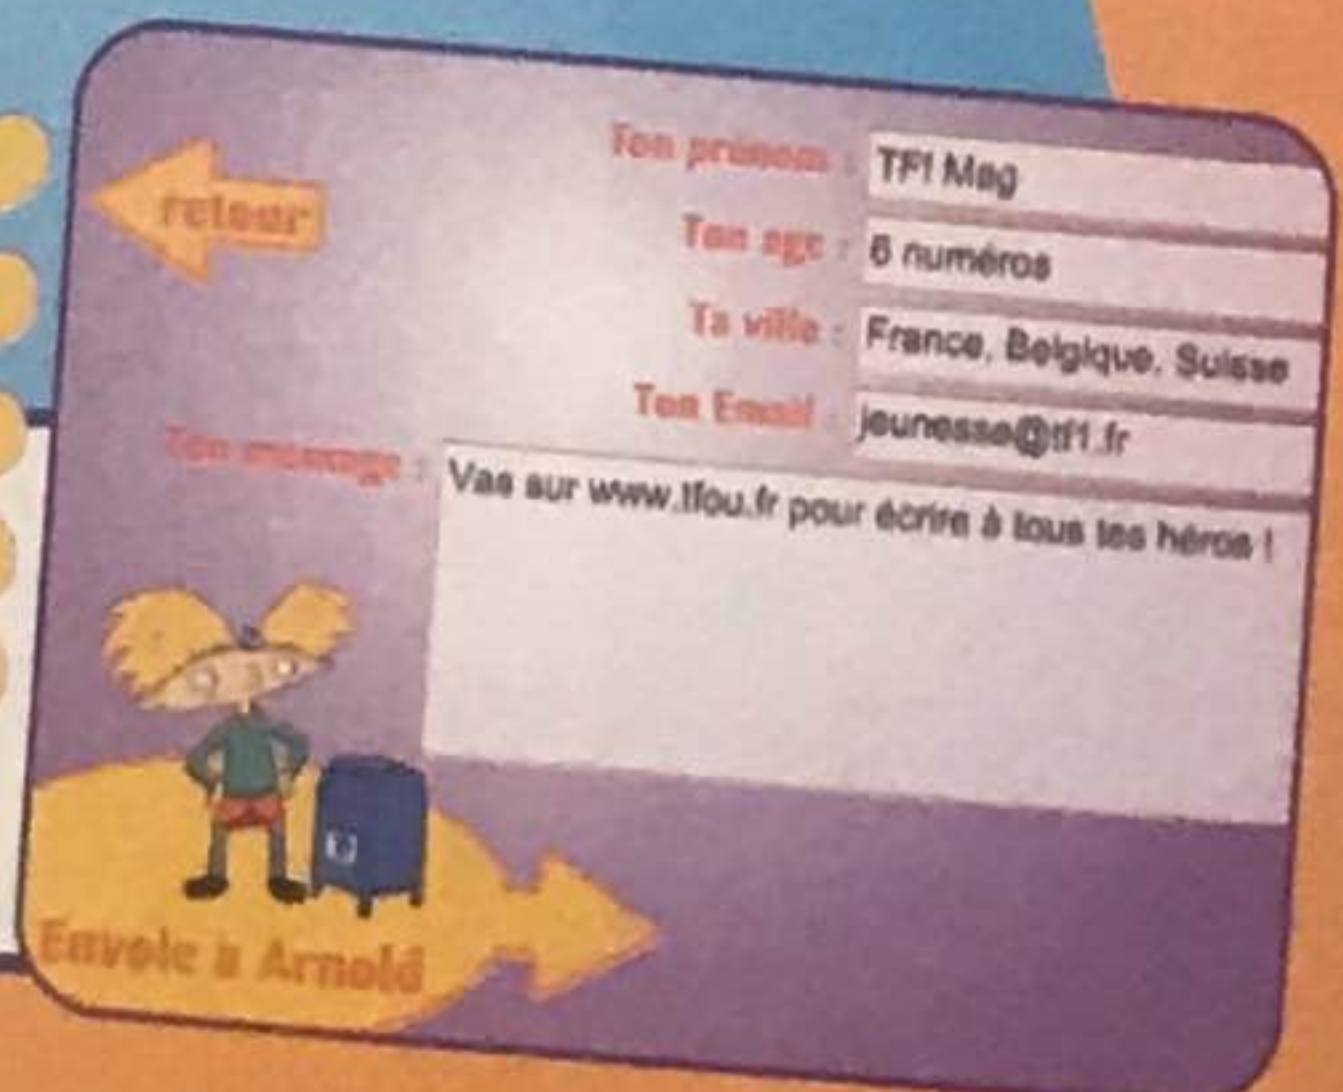 retour
Ton prénom : TF! Mag
Ton age : 6 numéros
Ta ville : France, Belgique, Suisse
Ton Email : jeunesse@tf1.fr
Ton message : Vas sur www.tfou.fr pour écrire à tous tes héros !
Envoie à Arnold